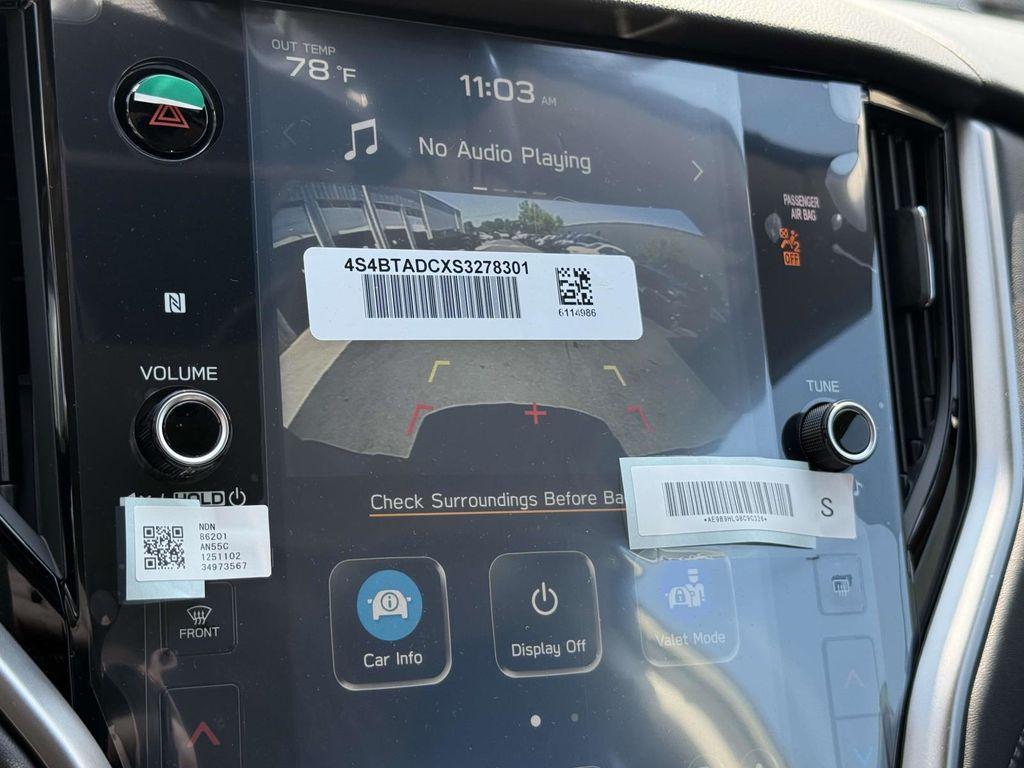 OUT TEMP
78 °F
11:03 AM
No Audio Playing
PASSENGER
AIR BAG
2
OFF
4S4BTADCXS3278301
6114986
VOLUME
TUNE
HOLD
Check Surroundings Before Ba
NDN
86201
AN55C
1251102
34973567
S
FRONT
Car Info
Display Off
Valet Mode